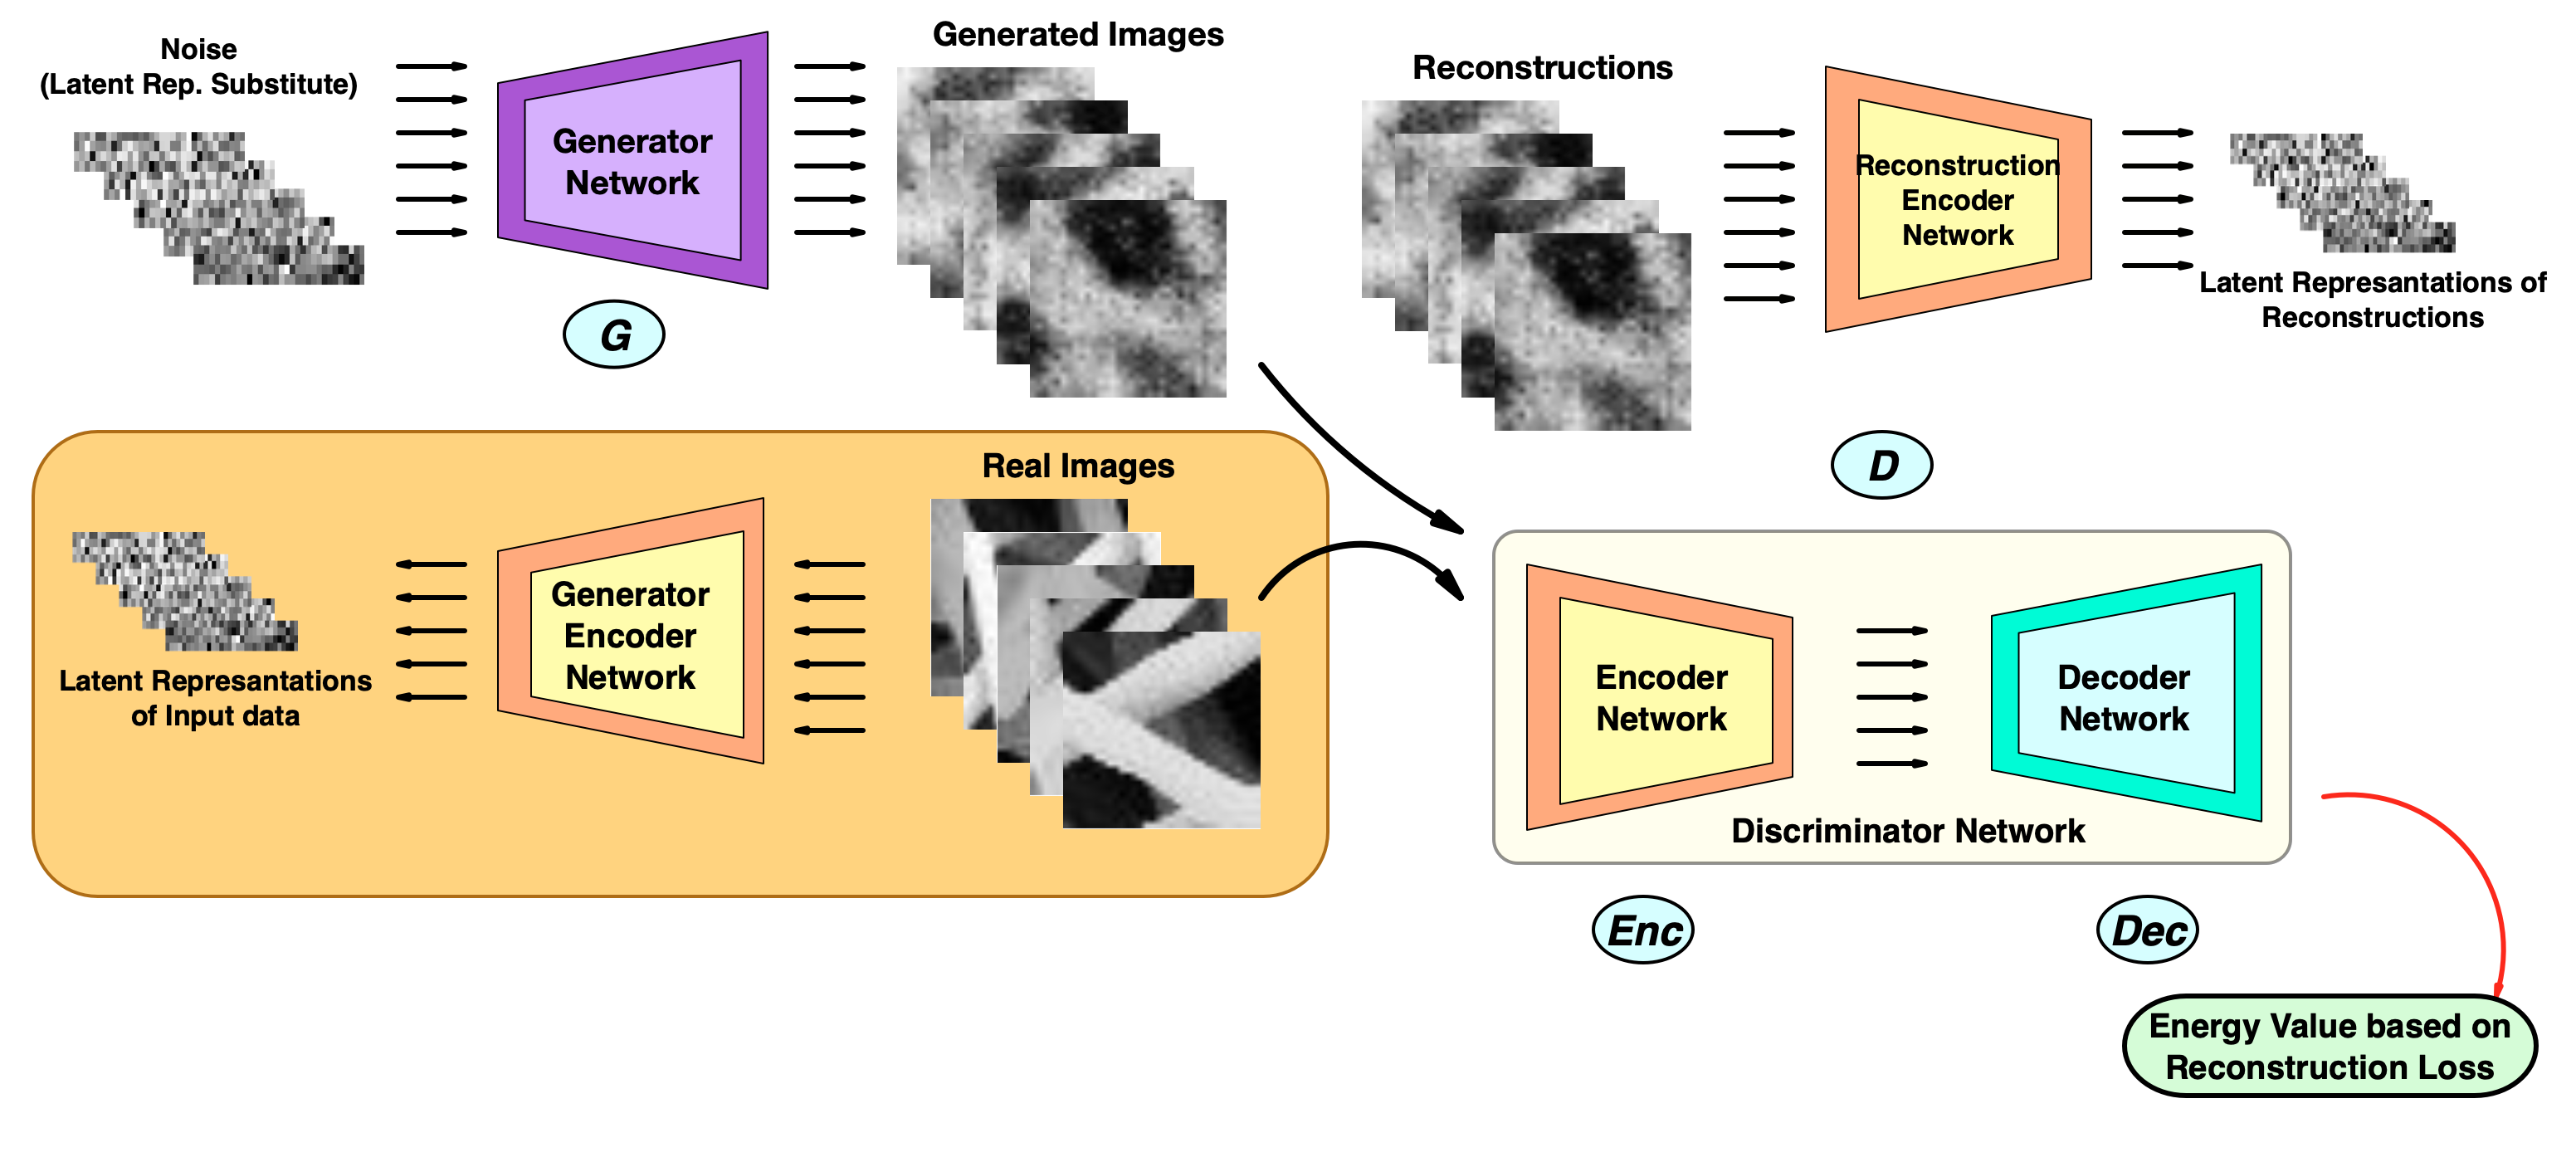 Noise
(Latent Rep. Substitute)
Generator
Network
G
Generated Images
Reconstructions
Reconstruction
Encoder
Network
Latent Represantations of
Reconstructions
D
Real Images
Generator
Encoder
Network
Latent Represantations
of Input data
Encoder
Network
Decoder
Network
Discriminator Network
Enc
Dec
Energy Value based on
Reconstruction Loss